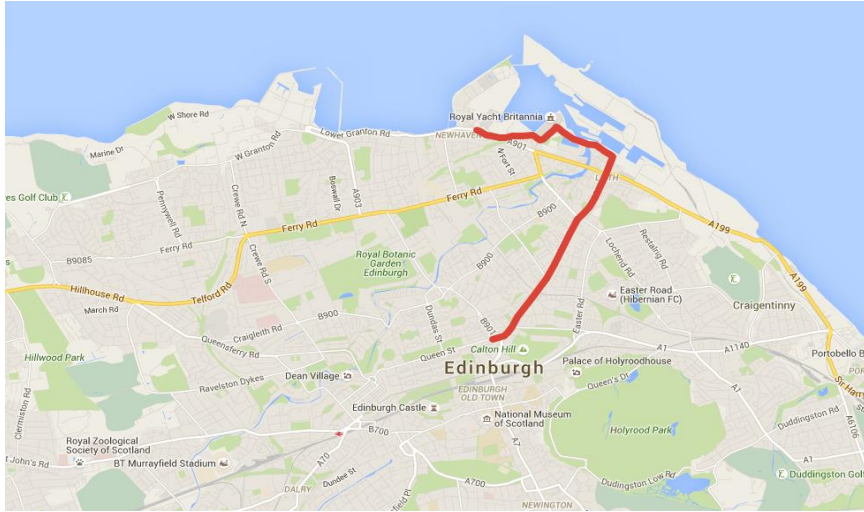 W Shore Rd
Royal Yacht Britannia
Lower Granton Rd
NEWHAVEN
A901
Marine Dr
W Granton Rd
N Fort St
LEITH
Golf Club
Pennywell Rd
Crewe Rd N
Boswall Dr
A903
Ferry Rd
Ferry Rd
B900
A199
Ferry Rd
B9085
Crewe Rd S
Royal Botanic
Garden
Edinburgh
B900
Lochend Rd
Restalrig Rd
Telford Rd
Hillhouse Rd
March Rd
B900
Dundas St
B901
Easter Rd
Easter Road
(Hibernian FC)
A199
Craigentinny
Craigleith Rd
Queensferry Rd
Queen St
Calton Hill
A1
A1140
Hillwood Park
Ravelston Dykes
Dean Village
Edinburgh
Palace of Holyroodhouse
Queen's Dr
Portobello B
Sir Harry
Clermiston Rd
EDINBURGH
OLD TOWN
A1
A6106
Edinburgh Castle
National Museum
of Scotland
Holyrood Park
Duddingston Rd
B700
Royal Zoological
Society of Scotland
St John's Rd
BT Murrayfield Stadium
A70
Dundee St
A7
DALRY
A700
Dudingston Low Rd
Duddingston Golf
NEWINGTON